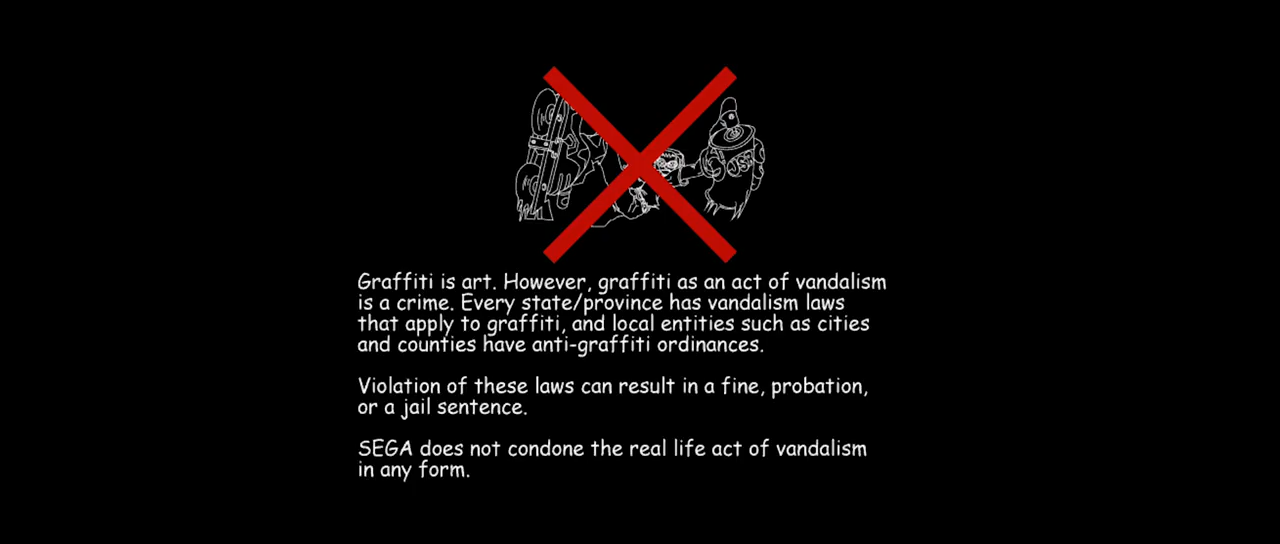 JSR
Graffiti is art. However, graffiti as an act of vandalism
is a crime. Every state/province has vandalism laws
that apply to graffiti, and local entities such as cities
and counties have anti-graffiti ordinances.
Violation of these laws can result in a fine, probation,
or a jail sentence.
SEGA does not condone the real life act of vandalism
in any form.